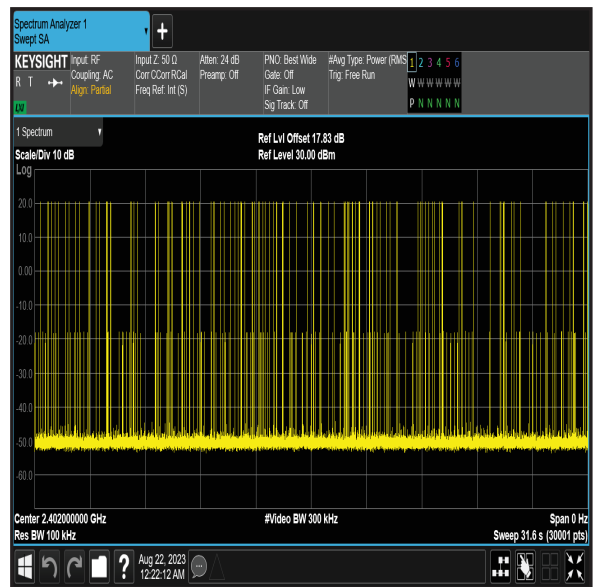 Spectrum Analyzer 1
Swept SA
+
KEYSIGHT
R T
LXI
Input: RF
Coupling: AC
Align: Partial
Input Z: 50 Ω
Corr CCorr RCal
Freq Ref: Int (S)
Atten: 24 dB
Preamp: Off
PNO: Best Wide
Gate: Off
IF Gain: Low
Sig Track: Off
#Avg Type: Power (RMS
Trig: Free Run
1 2 3 4 5 6
W W W W W W
P N N N N N
1 Spectrum
Scale/Div 10 dB
Ref Lvl Offset 17.83 dB
Ref Level 30.00 dBm
Log
20.0
10.0
0.00
-10.0
-20.0
-30.0
-40.0
-50.0
-60.0
Center 2.402000000 GHz
#Video BW 300 kHz
Span 0 Hz
Res BW 100 kHz
Sweep 31.6 s (30001 pts)
?
Aug 22, 2023
12:22:12 AM